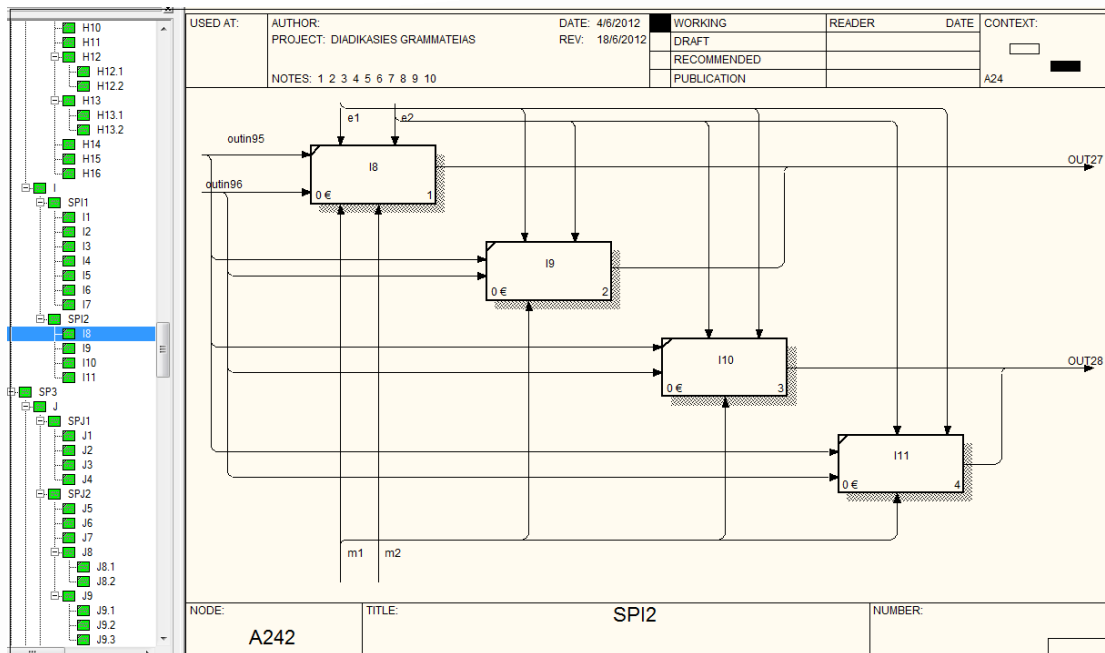 H10
H11
H12
H12.1
H12.2
H13
H13.1
H13.2
H14
H15
H16
I
SPI1
I1
I2
I3
I4
I5
I6
I7
SPI2
I8
I9
I10
I11
SP3
J
SPJ1
J1
J2
J3
J4
SPJ2
J5
J6
J7
J8
J8.1
J8.2
J9
J9.1
J9.2
J9.3
USED AT:
AUTHOR:
PROJECT: DIADIKASIES GRAMMATEIAS
NOTES: 1 2 3 4 5 6 7 8 9 10
DATE: 4/6/2012
REV: 18/6/2012
WORKING
DRAFT
RECOMMENDED
PUBLICATION
READER DATE
CONTEXT:
A24
e1
e2
outin95
outin96
I8
0 € 1
OUT27
I9
0 € 2
I10
0 € 3
OUT28
I11
0 € 4
m1
m2
NODE:
A242
TITLE:
SPI2
NUMBER: